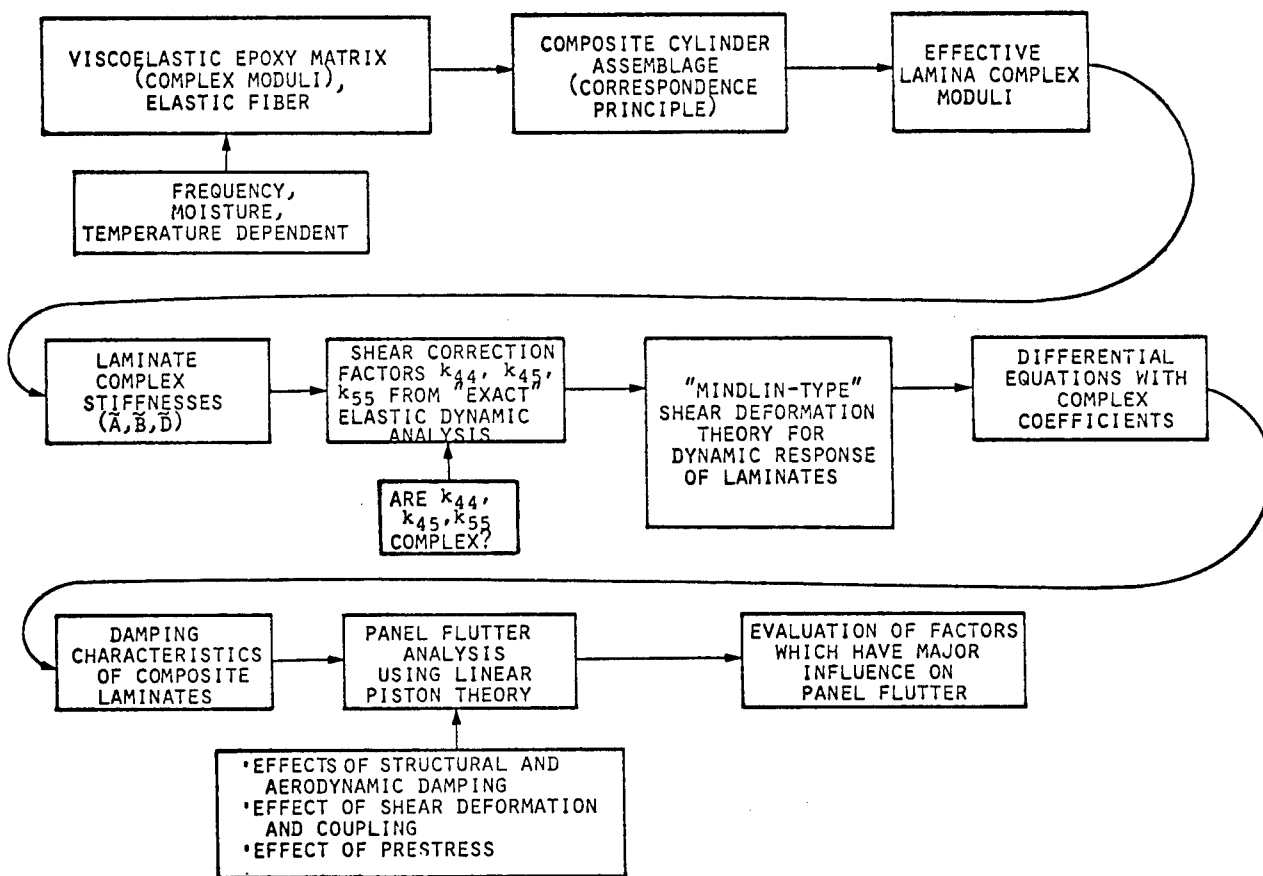 VISCOELASTIC EPOXY MATRIX
(COMPLEX MODULI),
ELASTIC FIBER
COMPOSITE CYLINDER
ASSEMBLAGE
(CORRESPONDENCE
PRINCIPLE)
EFFECTIVE
LAMINA COMPLEX
MODULI
FREQUENCY,
MOISTURE,
TEMPERATURE DEPENDENT
LAMINATE
COMPLEX
STIFFNESSES
(Ã,B̃,D̃)
SHEAR CORRECTION
FACTORS k44, k45,
k55 FROM "EXACT"
ELASTIC DYNAMIC
ANALYSIS
"MINDLIN-TYPE"
SHEAR DEFORMATION
THEORY FOR
DYNAMIC RESPONSE
OF LAMINATES
DIFFERENTIAL
EQUATIONS WITH
COMPLEX
COEFFICIENTS
ARE k44,
k45,k55
COMPLEX?
DAMPING
CHARACTERISTICS
OF COMPOSITE
LAMINATES
PANEL FLUTTER
ANALYSIS
USING LINEAR
PISTON THEORY
EVALUATION OF FACTORS
WHICH HAVE MAJOR
INFLUENCE ON
PANEL FLUTTER
•EFFECTS OF STRUCTURAL AND
AERODYNAMIC DAMPING
•EFFECT OF SHEAR DEFORMATION
AND COUPLING
•EFFECT OF PRESTRESS